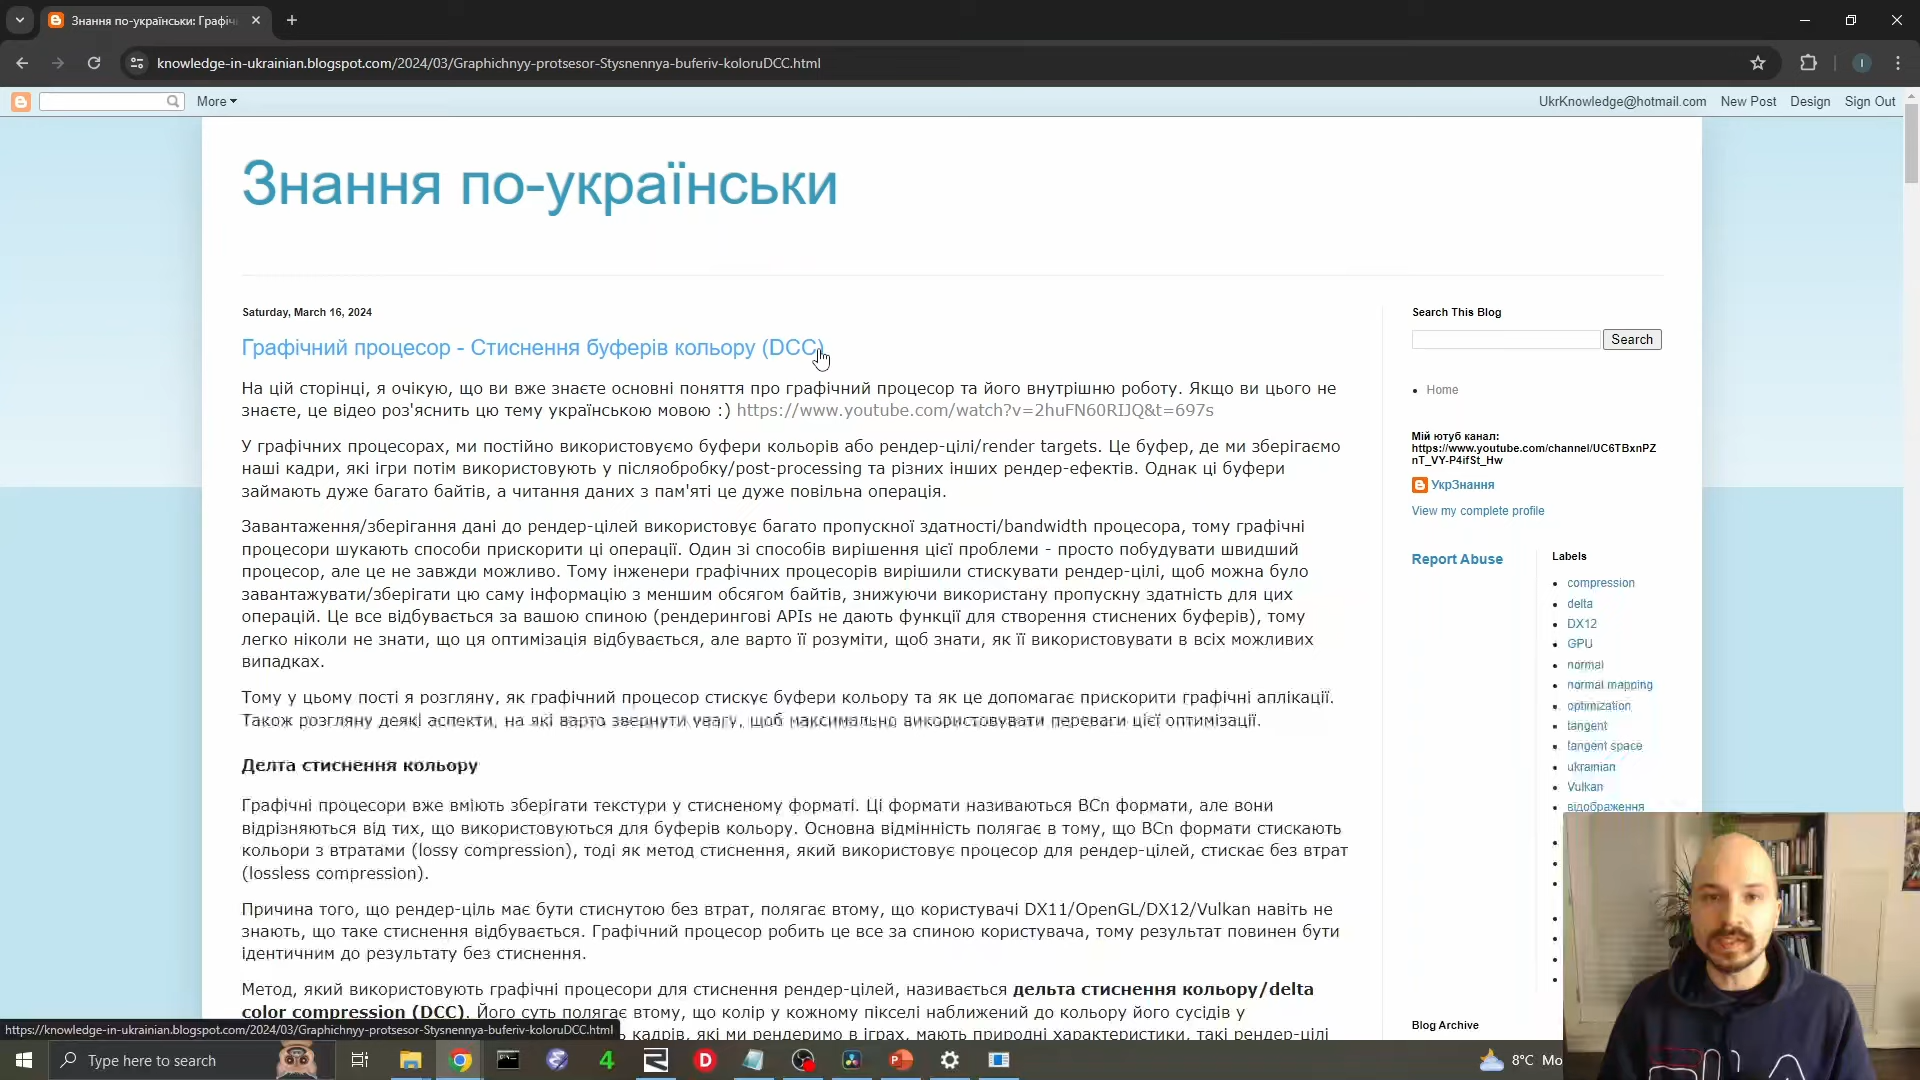 Знання по-українськи: Графіч
knowledge-in-ukrainian.blogspot.com/2024/03/Graphichnyy-protsesor-Stysnennya-buferiv-koloruDCC.html
I
More
UkrKnowledge@hotmail.com New Post Design Sign Out
Знання по-українськи
Saturday, March 16, 2024
Графічний процесор - Стиснення буферів кольору (DCC)
На цій сторінці, я очікую, що ви вже знаєте основні поняття про графічний процесор та його внутрішню роботу. Якщо ви цього не
знаєте, це відео роз'яснить цю тему українською мовою :) https://www.youtube.com/watch?v=2huFN60RIJQ&t=697s
У графічних процесорах, ми постійно використовуємо буфери кольорів або рендер-цілі/render targets. Це буфер, де ми зберігаємо
наші кадри, які ігри потім використовують у післяобробку/post-processing та різних інших рендер-ефектів. Однак ці буфери
займають дуже багато байтів, а читання даних з пам'яті це дуже повільна операція.
Завантаження/зберігання дані до рендер-цілей використовує багато пропускної здатності/bandwidth процесора, тому графічні
процесори шукають способи прискорити ці операції. Один зі способів вирішення цієї проблеми - просто побудувати швидший
процесор, але це не завжди можливо. Тому інженери графічних процесорів вирішили стискувати рендер-цілі, щоб можна було
завантажувати/зберігати цю саму інформацію з меншим обсягом байтів, знижуючи використану пропускну здатність для цих
операцій. Це все відбувається за вашою спиною (рендерингові APIs не дають функції для створення стиснених буферів), тому
легко ніколи не знати, що ця оптимізація відбувається, але варто її розуміти, щоб знати, як її використовувати в всіх можливих
випадках.
Тому у цьому пості я розгляну, як графічний процесор стискує буфери кольору та як це допомагає прискорити графічні аплікації.
Також розгляну деякі аспекти, на які варто звернути увагу, щоб максимально використовувати переваги цієї оптимізації.
Делта стиснення кольору
Графічні процесори вже вміють зберігати текстури у стисненому форматі. Ці формати називаються BCn формати, але вони
відрізняються від тих, що використовуються для буферів кольору. Основна відмінність полягає в тому, що BCn формати стискають
кольори з втратами (lossy compression), тоді як метод стиснення, який використовує процесор для рендер-цілей, стискає без втрат
(lossless compression).
Причина того, що рендер-ціль має бути стиснутою без втрат, полягає втому, що користувачі DX11/OpenGL/DX12/Vulkan навіть не
знають, що таке стиснення відбувається. Графічний процесор робить це все за спиною користувача, тому результат повинен бути
ідентичним до результату без стиснення.
Метод, який використовують графічні процесори для стиснення рендер-цілей, називається дельта стиснення кольору/delta
color compression (DCC). Його суть полягає втому, що колір у кожному пікселі наближений до кольору його сусідів у
кадрів, які ми рендеримо в іграх, мають природні характеристики, такі рендер-цілі
Search This Blog
Search
Home
Мій ютуб канал:
https://www.youtube.com/channel/UC6TBxnPZ
nT_VY-P4ifSt_Hw
УкрЗнання
View my complete profile
Report Abuse
Labels
compression
delta
DX12
GPU
normal
normal mapping
optimization
tangent
tangent space
ukrainian
Vulkan
відображення
Blog Archive
https://knowledge-in-ukrainian.blogspot.com/2024/03/Graphichnyy-protsesor-Stysnennya-buferiv-koloruDCC.html
Type here to search
8°C Mo